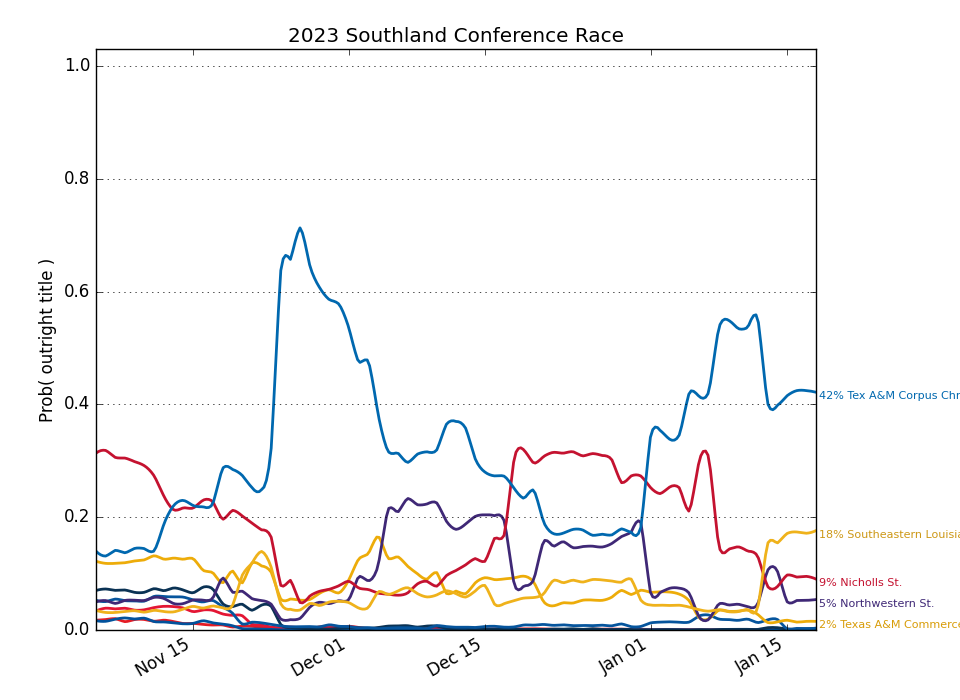 2023 Southland Conference Race
Prob( outright title )
1.0
0.8
0.6
0.4
0.2
0.0
42% Tex A&M Corpus Chr
18% Southeastern Louisia
9% Nicholls St.
5% Northwestern St.
2% Texas A&M Commerce
Nov 15
Dec 01
Dec 15
Jan 01
Jan 15